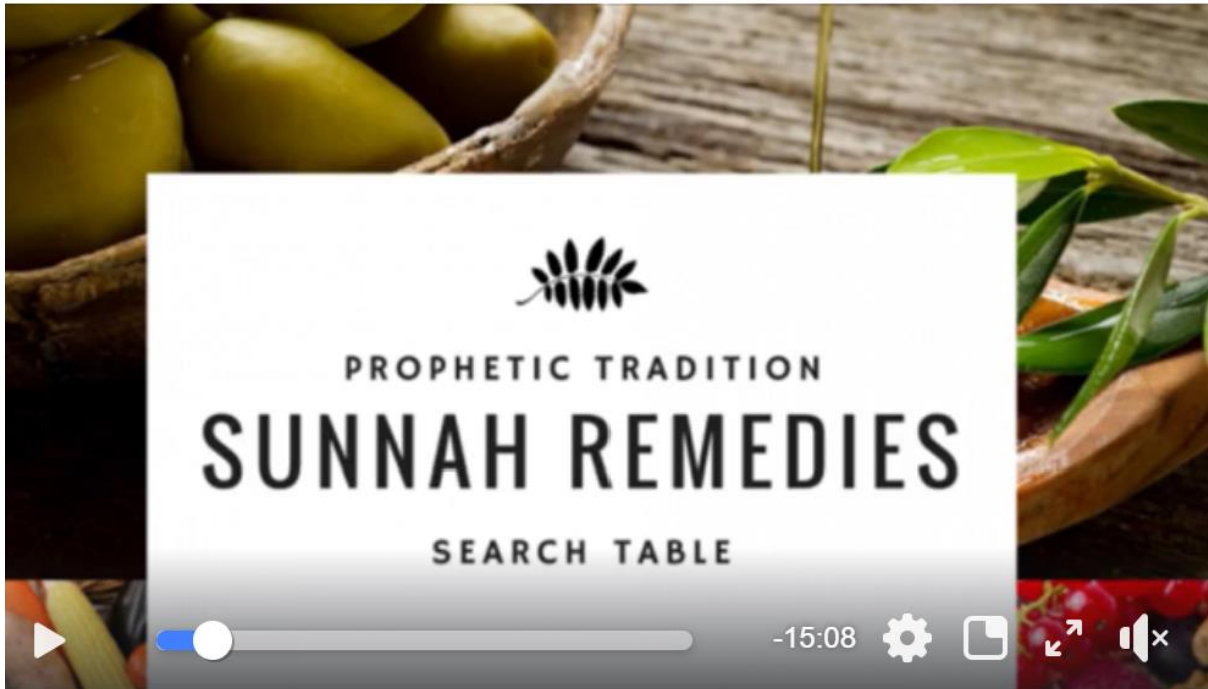 PROPHETIC TRADITION
SUNNAH REMEDIES
SEARCH TABLE
-15:08